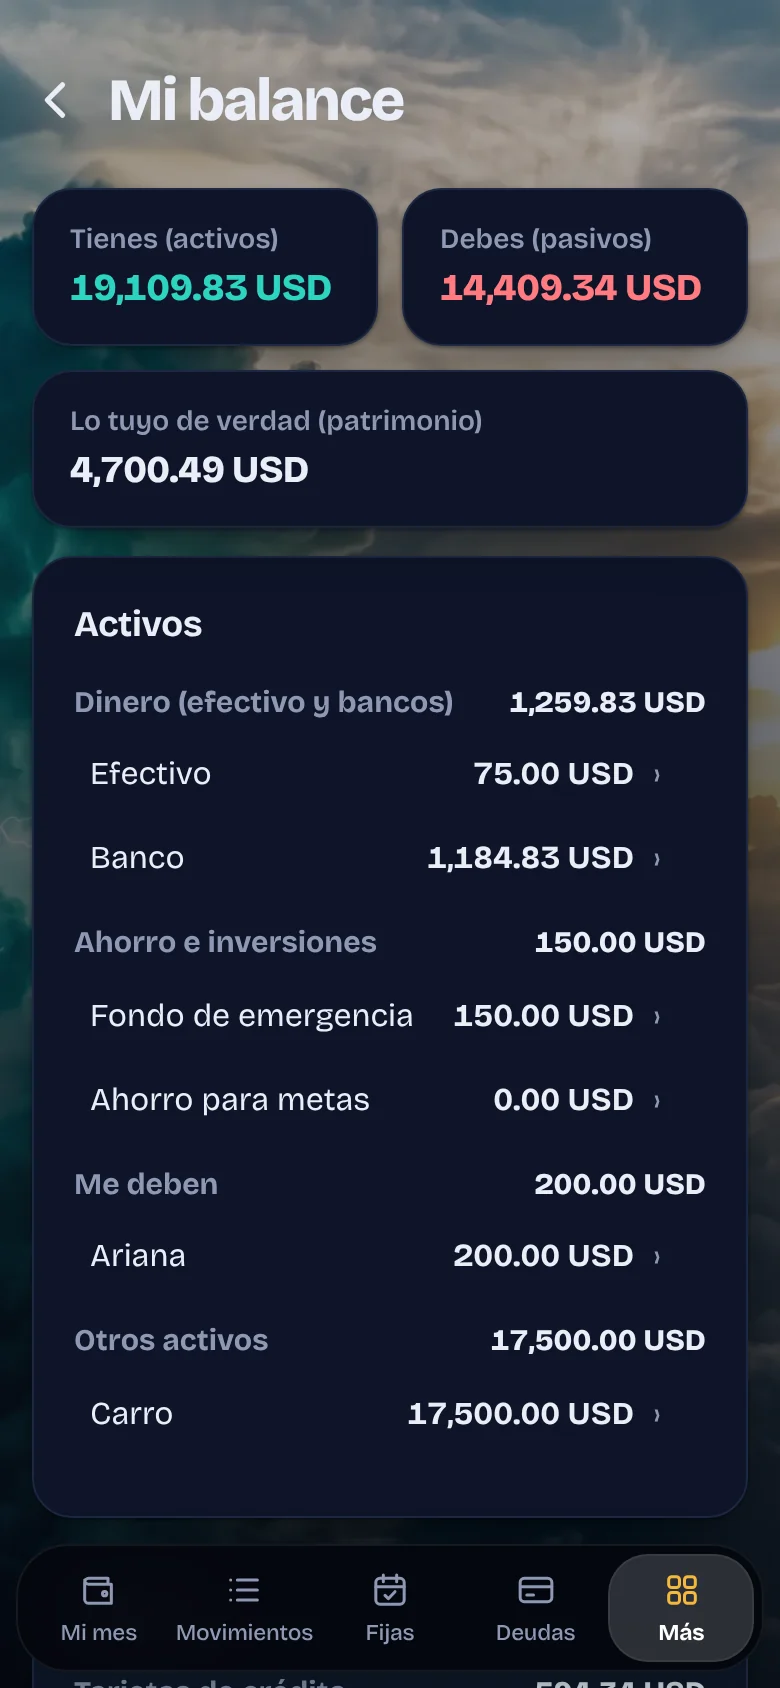 Mi balance
Tienes (activos)
19,109.83 USD
Debes (pasivos)
14,409.34 USD
Lo tuyo de verdad (patrimonio)
4,700.49 USD
Activos
Dinero (efectivo y bancos) 1,259.83 USD
Efectivo 75.00 USD ›
Banco 1,184.83 USD ›
Ahorro e inversiones 150.00 USD
Fondo de emergencia 150.00 USD ›
Ahorro para metas 0.00 USD ›
Me deben 200.00 USD
Ariana 200.00 USD ›
Otros activos 17,500.00 USD
Carro 17,500.00 USD ›
Mi mes Movimientos Fijas Deudas Más
Tarjetas de crédito